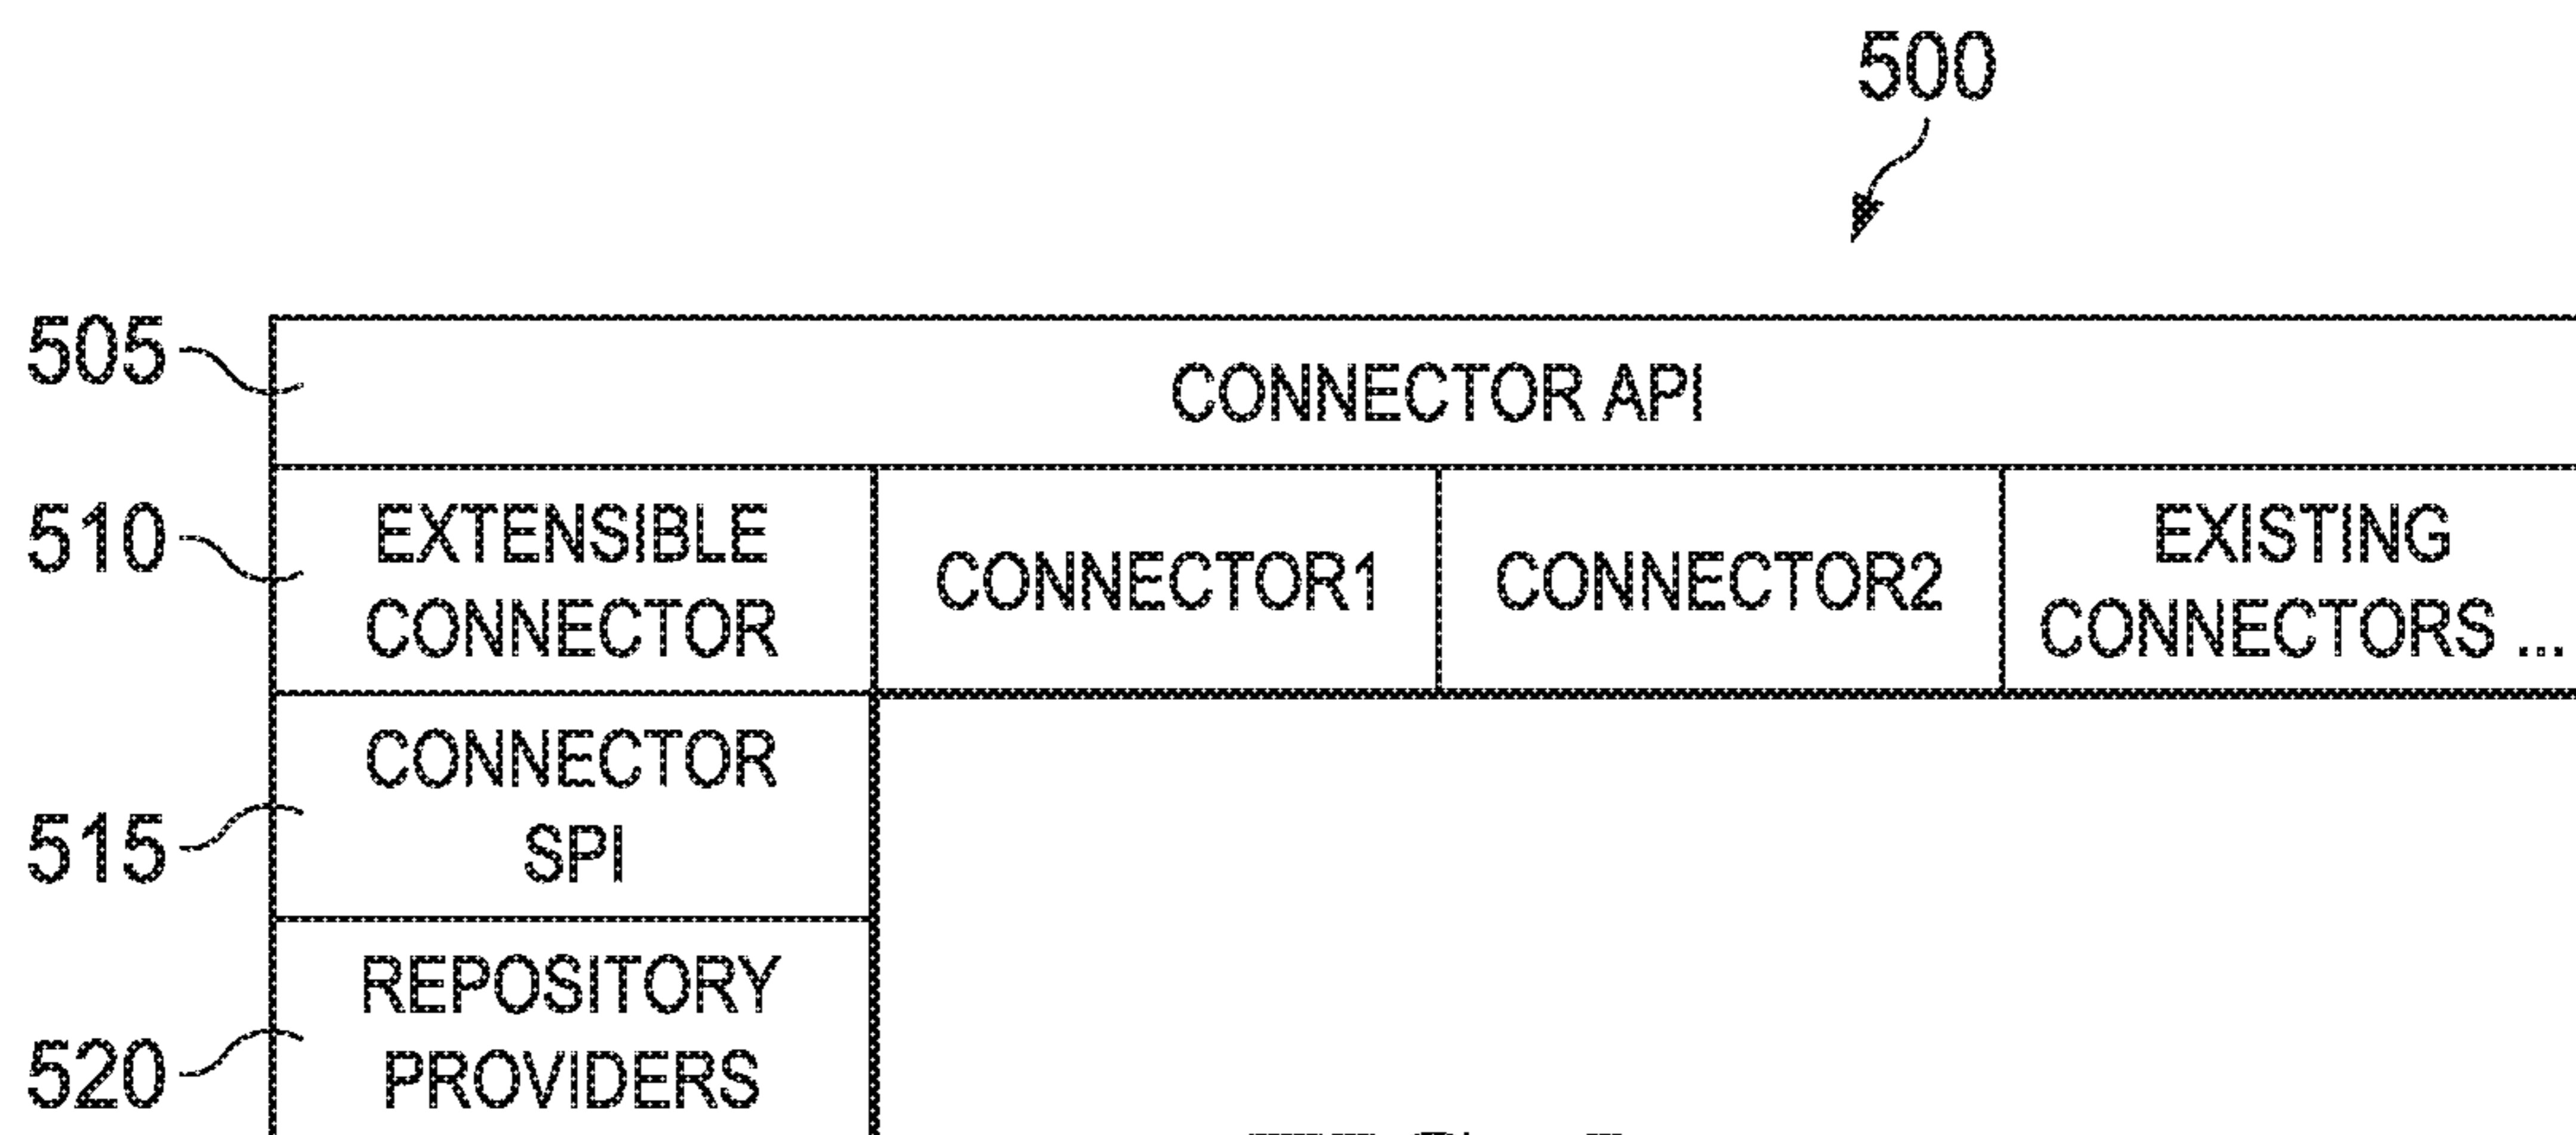 500
505
CONNECTOR API
510
EXTENSIBLE
CONNECTOR
CONNECTOR1
CONNECTOR2
EXISTING
CONNECTORS ...
515
CONNECTOR
SPI
520
REPOSITORY
PROVIDERS